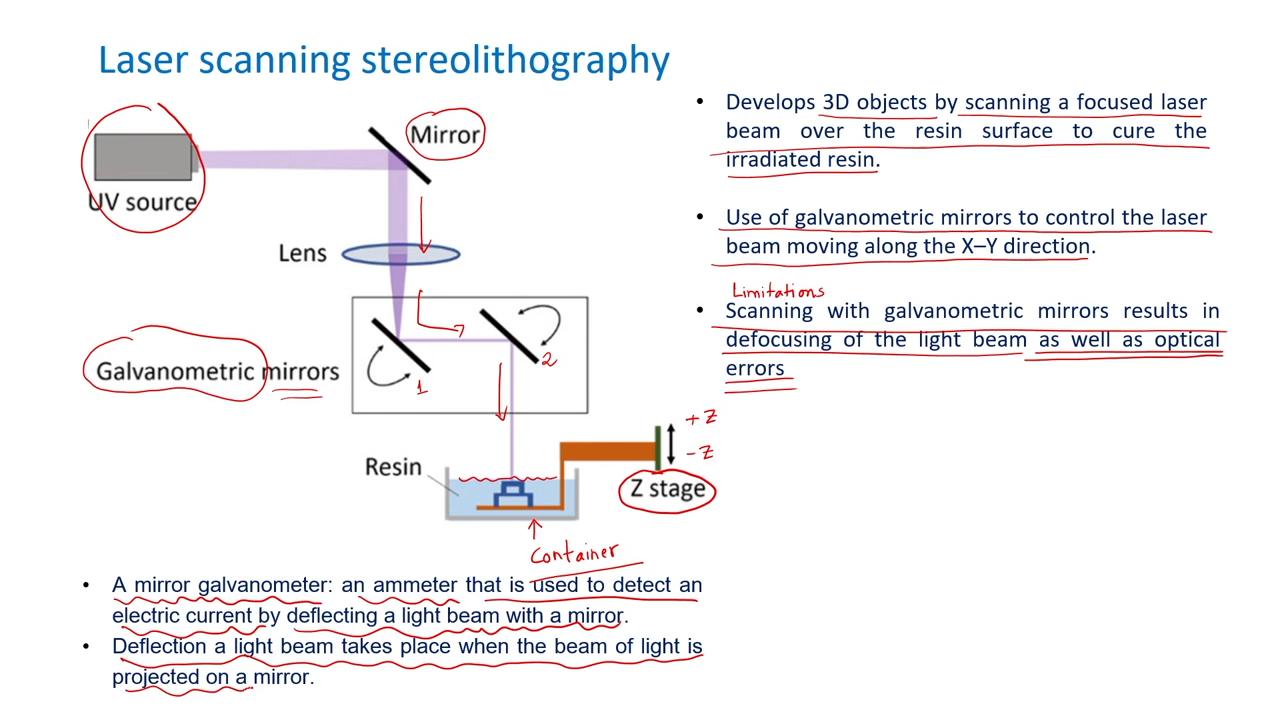 Laser scanning stereolithography
Mirror
UV source
Lens
Galvanometric mirrors
1
2
Resin
+Z
-Z
Z stage
Container
• A mirror galvanometer: an ammeter that is used to detect an
electric current by deflecting a light beam with a mirror.
• Deflection a light beam takes place when the beam of light is
projected on a mirror.
• Develops 3D objects by scanning a focused laser
beam over the resin surface to cure the
irradiated resin.
• Use of galvanometric mirrors to control the laser
beam moving along the X–Y direction.
Limitations
• Scanning with galvanometric mirrors results in
defocusing of the light beam as well as optical
errors